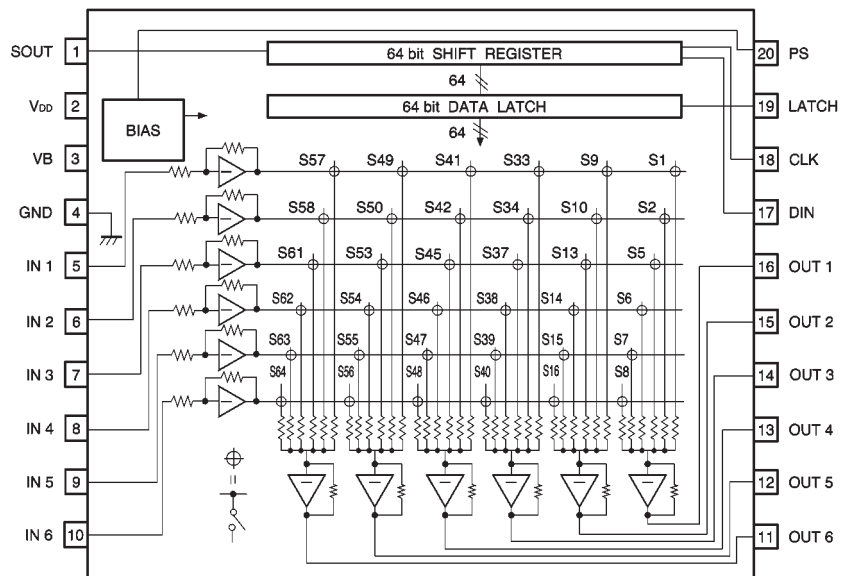 SOUT 1 64 bit SHIFT REGISTER 20 PS
64
VDD 2 BIAS 64 bit DATA LATCH 19 LATCH
64
VB 3 S57 S49 S41 S33 S9 S1 18 CLK
GND 4 S58 S50 S42 S34 S10 S2 17 DIN
IN 1 5 S61 S53 S45 S37 S13 S5 16 OUT 1
IN 2 6 S62 S54 S46 S38 S14 S6 15 OUT 2
S63 S55 S47 S39 S15 S7
IN 3 7 S64 S56 S48 S40 S16 S8 14 OUT 3
IN 4 8 13 OUT 4
IN 5 9 12 OUT 5
IN 6 10 11 OUT 6